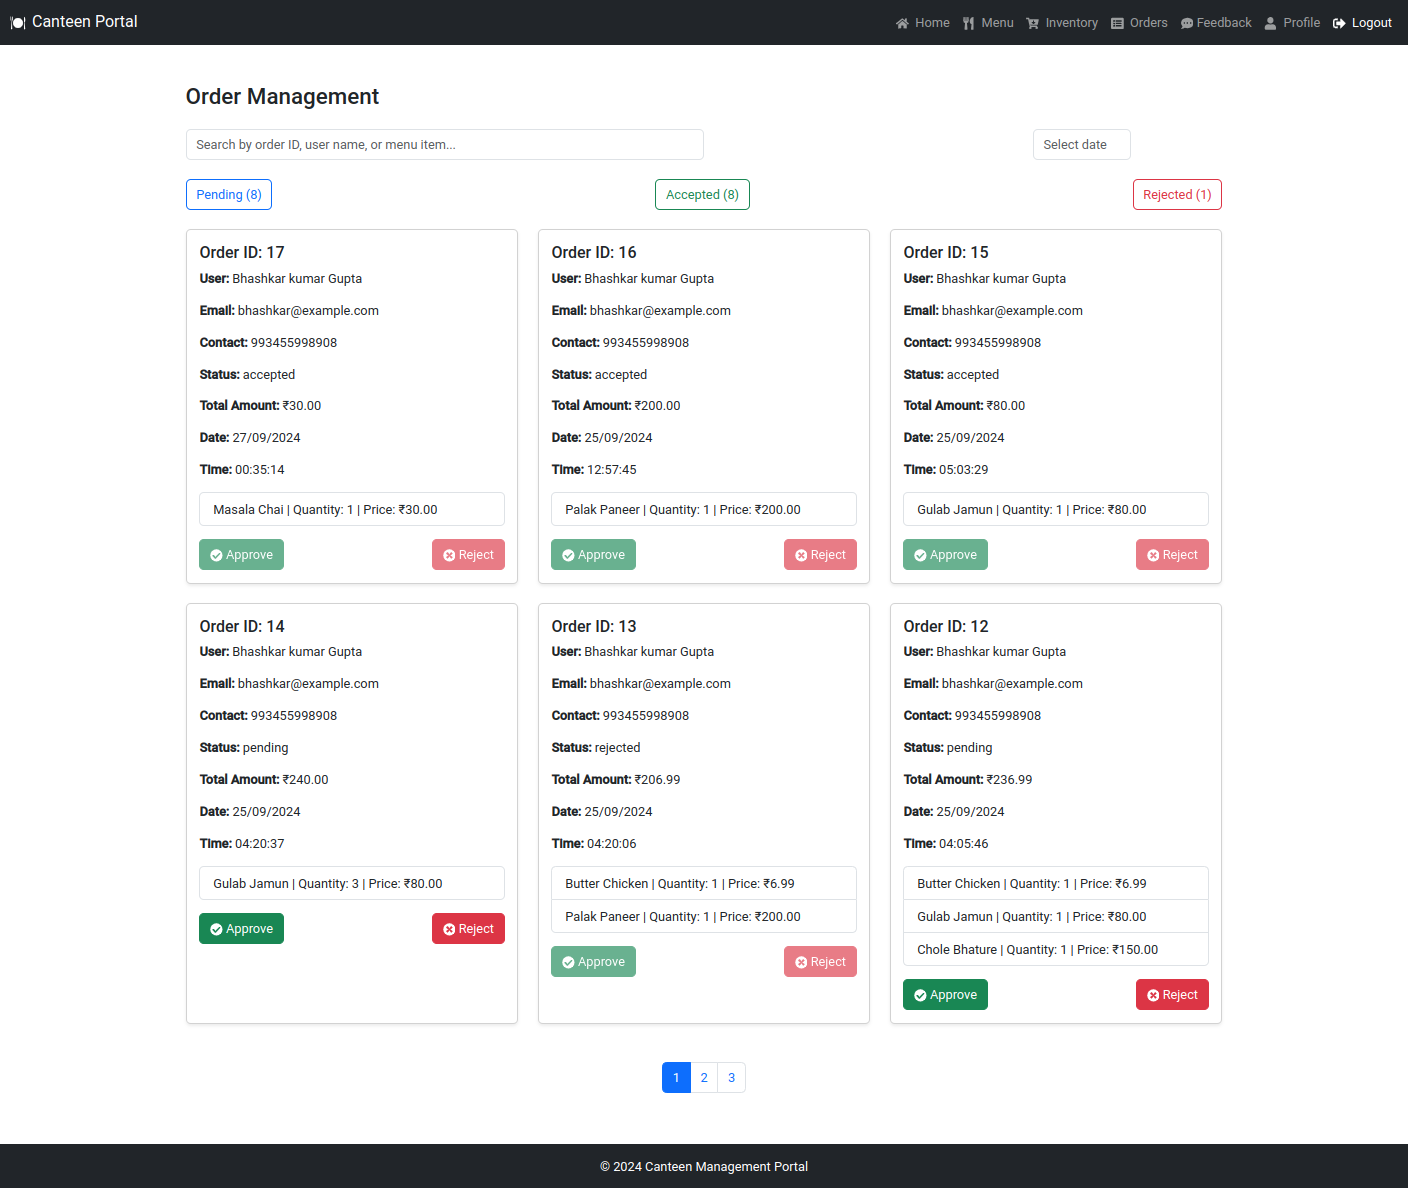 Canteen Portal
Home Menu Inventory Orders Feedback Profile Logout
Order Management
Search by order ID, user name, or menu item...
Select date
Pending (8)
Accepted (8)
Rejected (1)
Order ID: 17
User: Bhashkar kumar Gupta
Email: bhashkar@example.com
Contact: 993455998908
Status: accepted
Total Amount: ₹30.00
Date: 27/09/2024
Time: 00:35:14
Masala Chai | Quantity: 1 | Price: ₹30.00
Approve
Reject
Order ID: 16
User: Bhashkar kumar Gupta
Email: bhashkar@example.com
Contact: 993455998908
Status: accepted
Total Amount: ₹200.00
Date: 25/09/2024
Time: 12:57:45
Palak Paneer | Quantity: 1 | Price: ₹200.00
Approve
Reject
Order ID: 15
User: Bhashkar kumar Gupta
Email: bhashkar@example.com
Contact: 993455998908
Status: accepted
Total Amount: ₹80.00
Date: 25/09/2024
Time: 05:03:29
Gulab Jamun | Quantity: 1 | Price: ₹80.00
Approve
Reject
Order ID: 14
User: Bhashkar kumar Gupta
Email: bhashkar@example.com
Contact: 993455998908
Status: pending
Total Amount: ₹240.00
Date: 25/09/2024
Time: 04:20:37
Gulab Jamun | Quantity: 3 | Price: ₹80.00
Approve
Reject
Order ID: 13
User: Bhashkar kumar Gupta
Email: bhashkar@example.com
Contact: 993455998908
Status: rejected
Total Amount: ₹206.99
Date: 25/09/2024
Time: 04:20:06
Butter Chicken | Quantity: 1 | Price: ₹6.99
Palak Paneer | Quantity: 1 | Price: ₹200.00
Approve
Reject
Order ID: 12
User: Bhashkar kumar Gupta
Email: bhashkar@example.com
Contact: 993455998908
Status: pending
Total Amount: ₹236.99
Date: 25/09/2024
Time: 04:05:46
Butter Chicken | Quantity: 1 | Price: ₹6.99
Gulab Jamun | Quantity: 1 | Price: ₹80.00
Chole Bhature | Quantity: 1 | Price: ₹150.00
Approve
Reject
1 2 3
© 2024 Canteen Management Portal